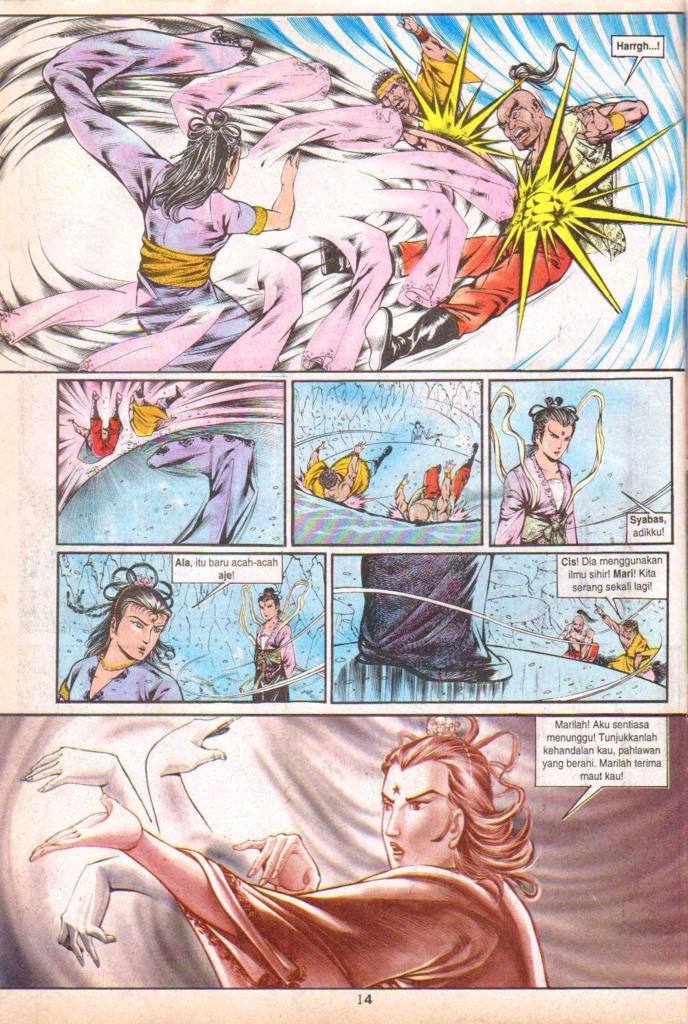 Harrgh...!
Syabas,
adikku!
Ala, itu baru acah-acah
aje!
Cis! Dia menggunakan
ilmu sihir! Mari! Kita
serang sekali lagi!
Marilah! Aku sentiasa
menunggu! Tunjukkanlah
kehandalan kau, pahlawan
yang berani. Marilah terima
maut kau!
14